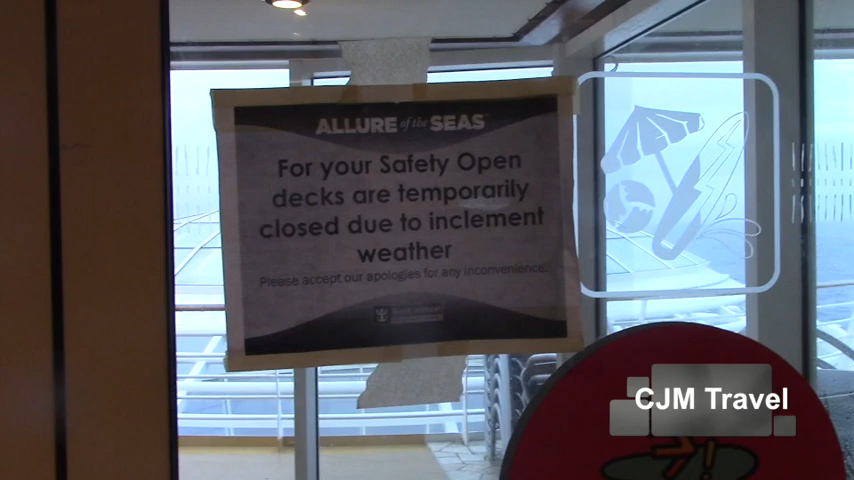 ALLURE of the SEAS
For your Safety Open
decks are temporarily
closed due to inclement
weather
Please accept our apologies for any inconvenience.
CJM Travel